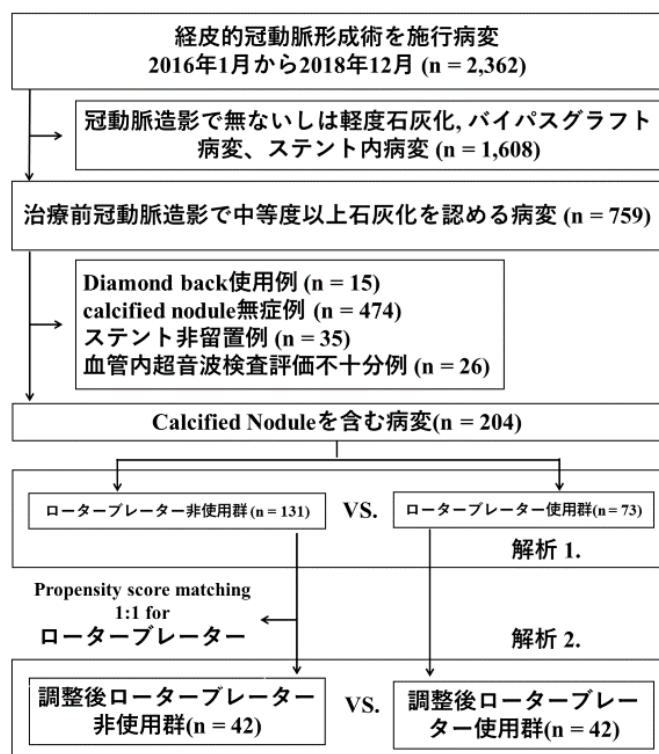 経皮的冠動脈形成術を施行病変
2016年1月から2018年12月 (n = 2,362)
冠動脈造影で無ないしは軽度石灰化, バイパスグラフト
病変、ステント内病変 (n = 1,608)
治療前冠動脈造影で中等度以上石灰化を認める病変 (n = 759)
Diamond back使用例 (n = 15)
calcified nodule無症例 (n = 474)
ステント非留置例 (n = 35)
血管内超音波検査評価不十分例 (n = 26)
Calcified Noduleを含む病変(n = 204)
ローターブレーター非使用群 (n = 131)
VS.
ローターブレーター使用群(n = 73)
解析 1.
Propensity score matching
1:1 for
ローターブレーター
解析 2.
調整後ローターブレーター
非使用群(n = 42)
VS.
調整後ローターブレー
ター使用群(n = 42)